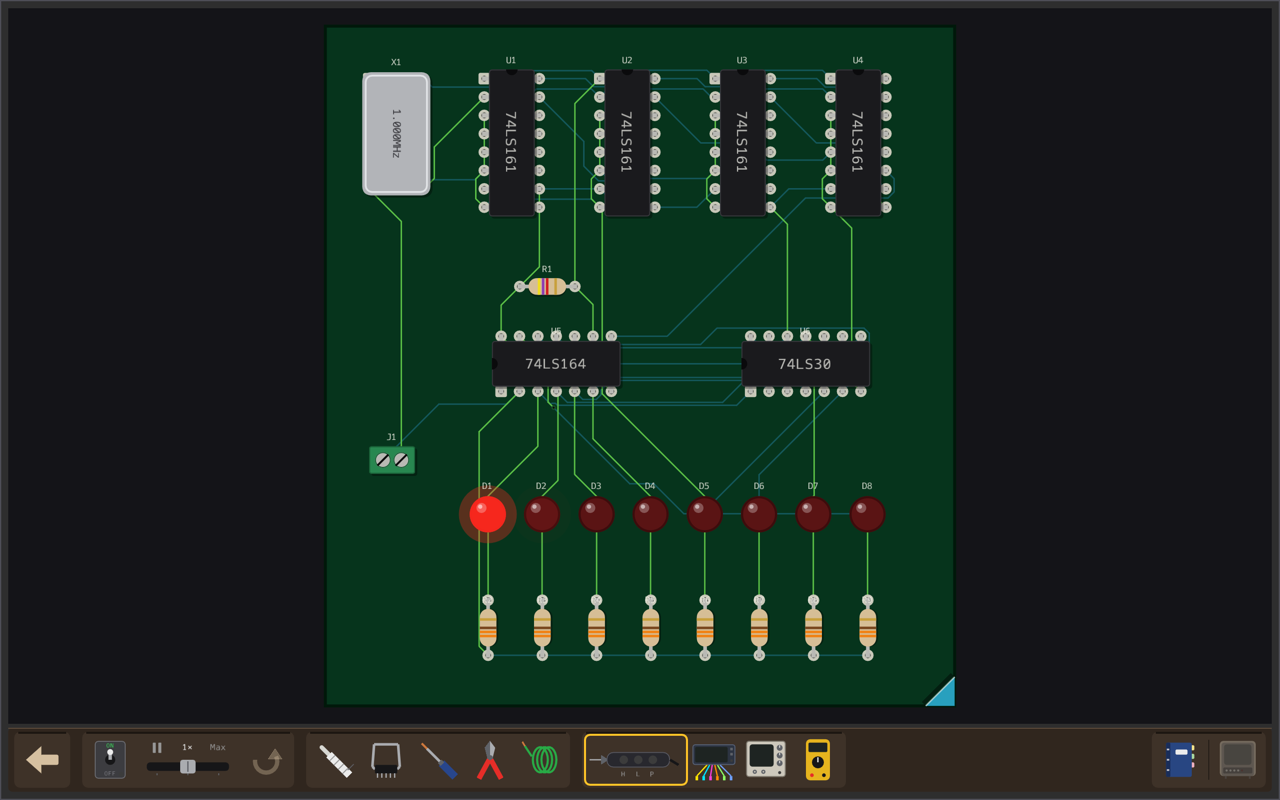 X1
U1
U2
U3
U4
1.000MHz
74LS161
74LS161
74LS161
74LS161
R1
U5
U6
74LS164
74LS30
J1
D1
D2
D3
D4
D5
D6
D7
D8
ON
OFF
1×
Max
H L P